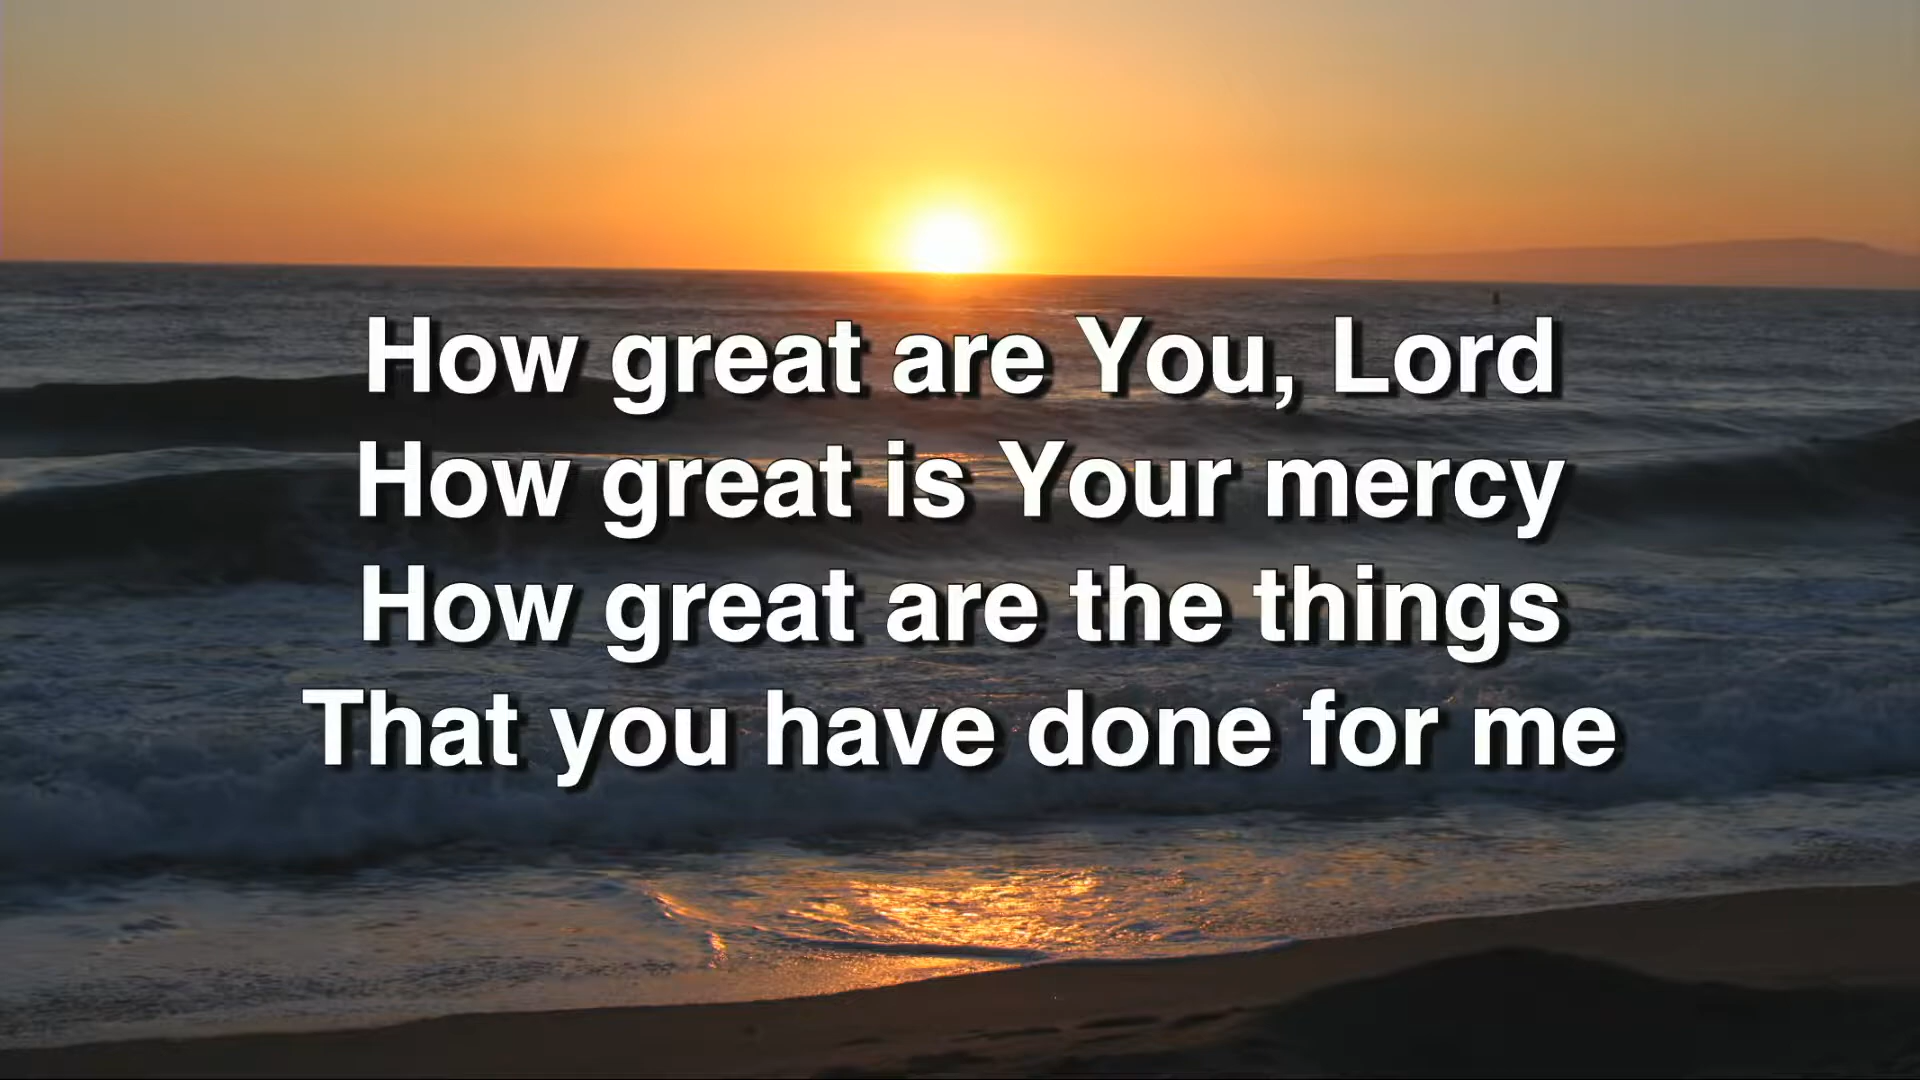 How great are You, Lord
How great is Your mercy
How great are the things
That you have done for me